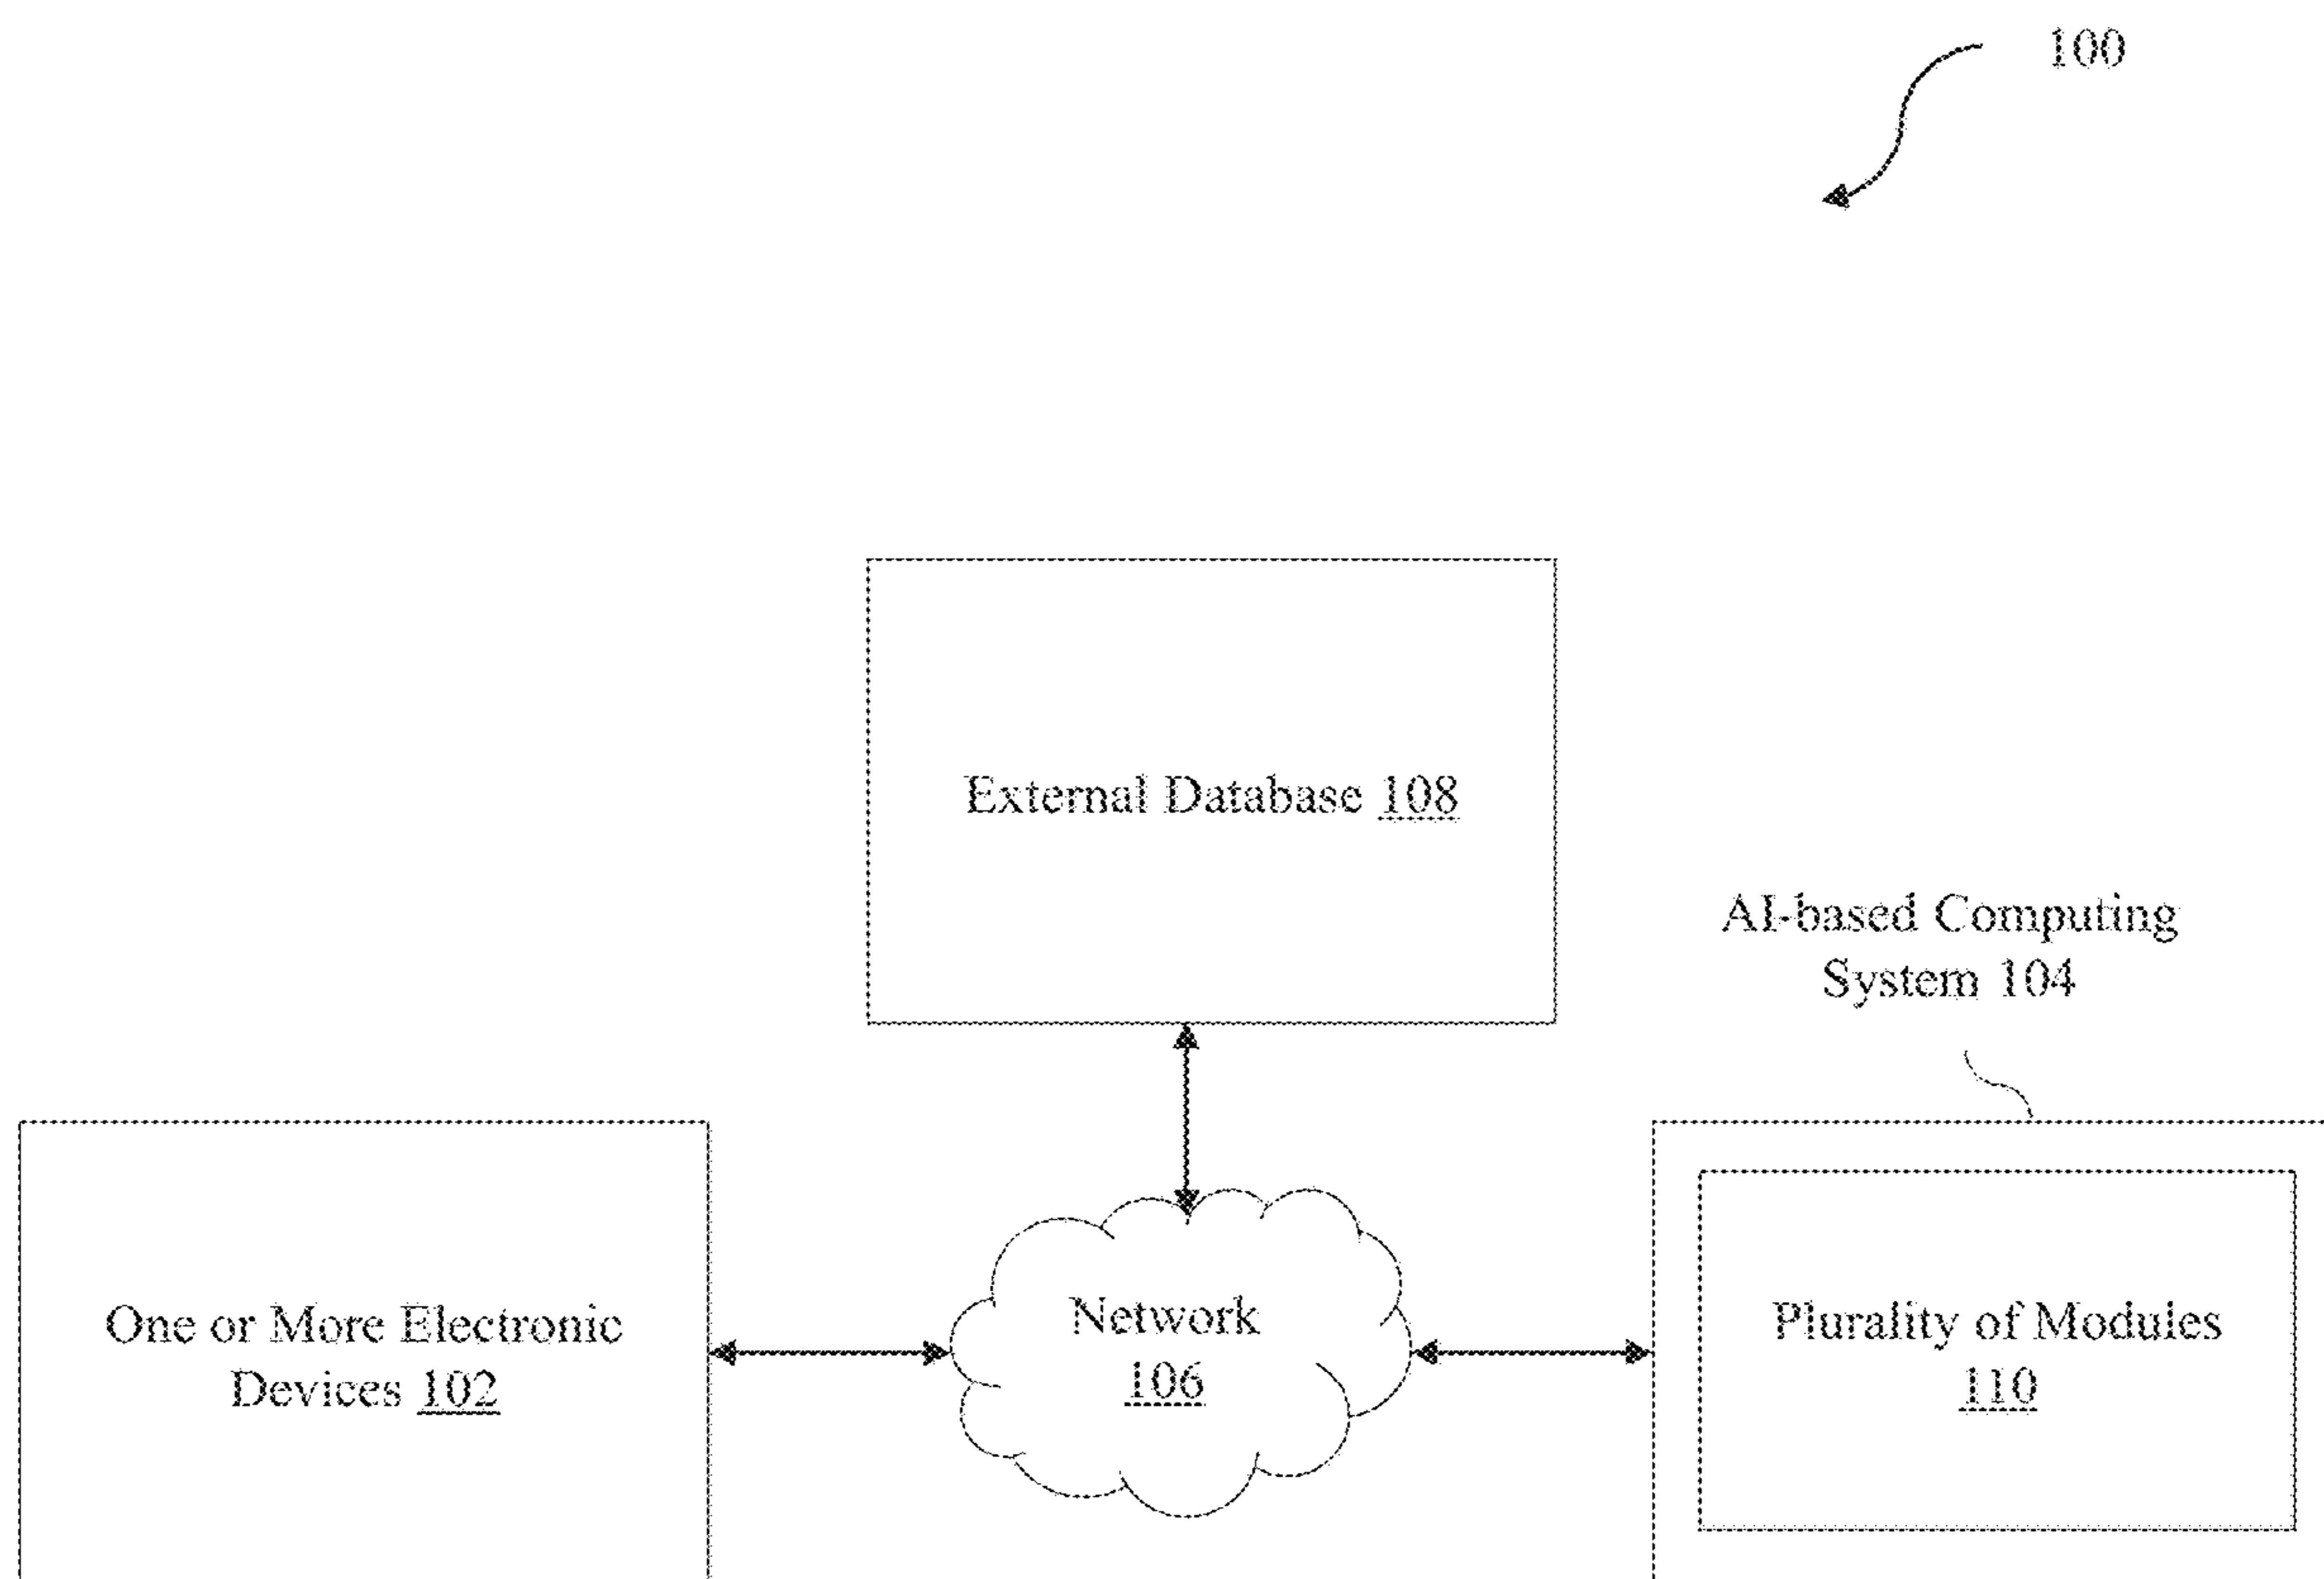 100
External Database 108
AI-based Computing
System 104
One or More Electronic
Devices 102
Network
106
Plurality of Modules
110